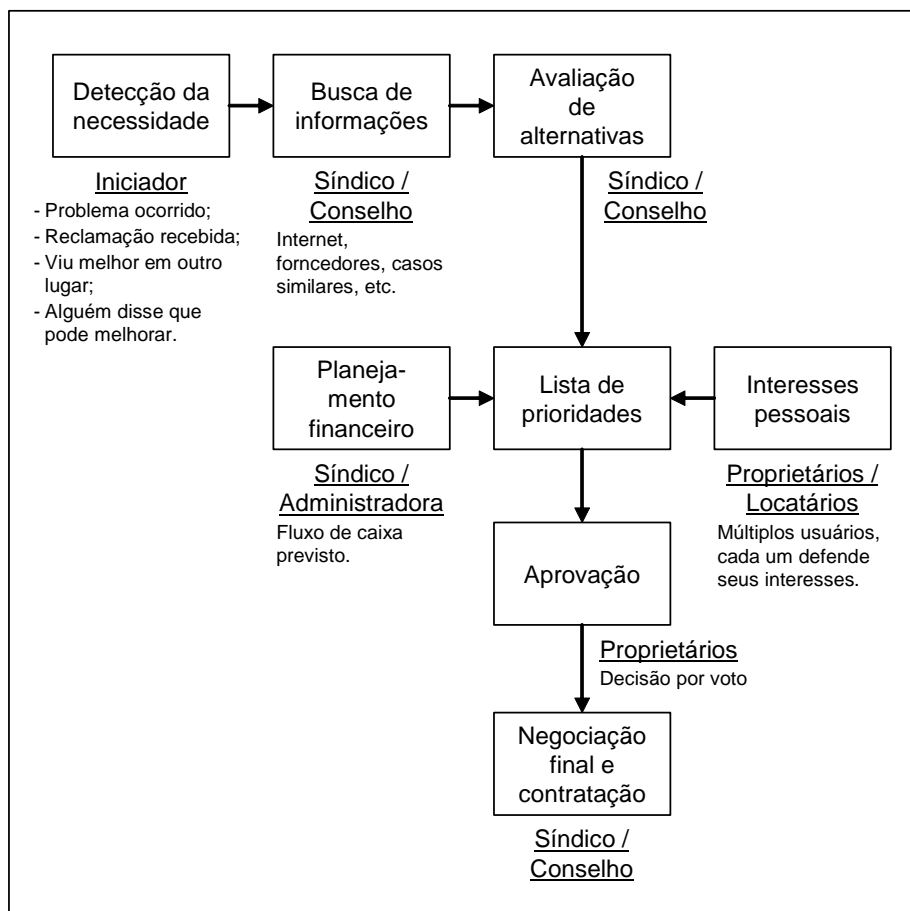 Detecção da
necessidade
Busca de
informações
Avaliação
de
alternativas
Iniciador
- Problema ocorrido;
- Reclamação recebida;
- Viu melhor em outro
lugar;
- Alguém disse que
pode melhorar.
Síndico /
Conselho
Internet,
forncedores, casos
similares, etc.
Síndico /
Conselho
Planeja-
mento
financeiro
Lista de
prioridades
Interesses
pessoais
Síndico /
Administradora
Fluxo de caixa
previsto.
Proprietários /
Locatários
Múltiplos usuários,
cada um defende
seus interesses.
Aprovação
Proprietários
Decisão por voto
Negociação
final e
contratação
Síndico /
Conselho